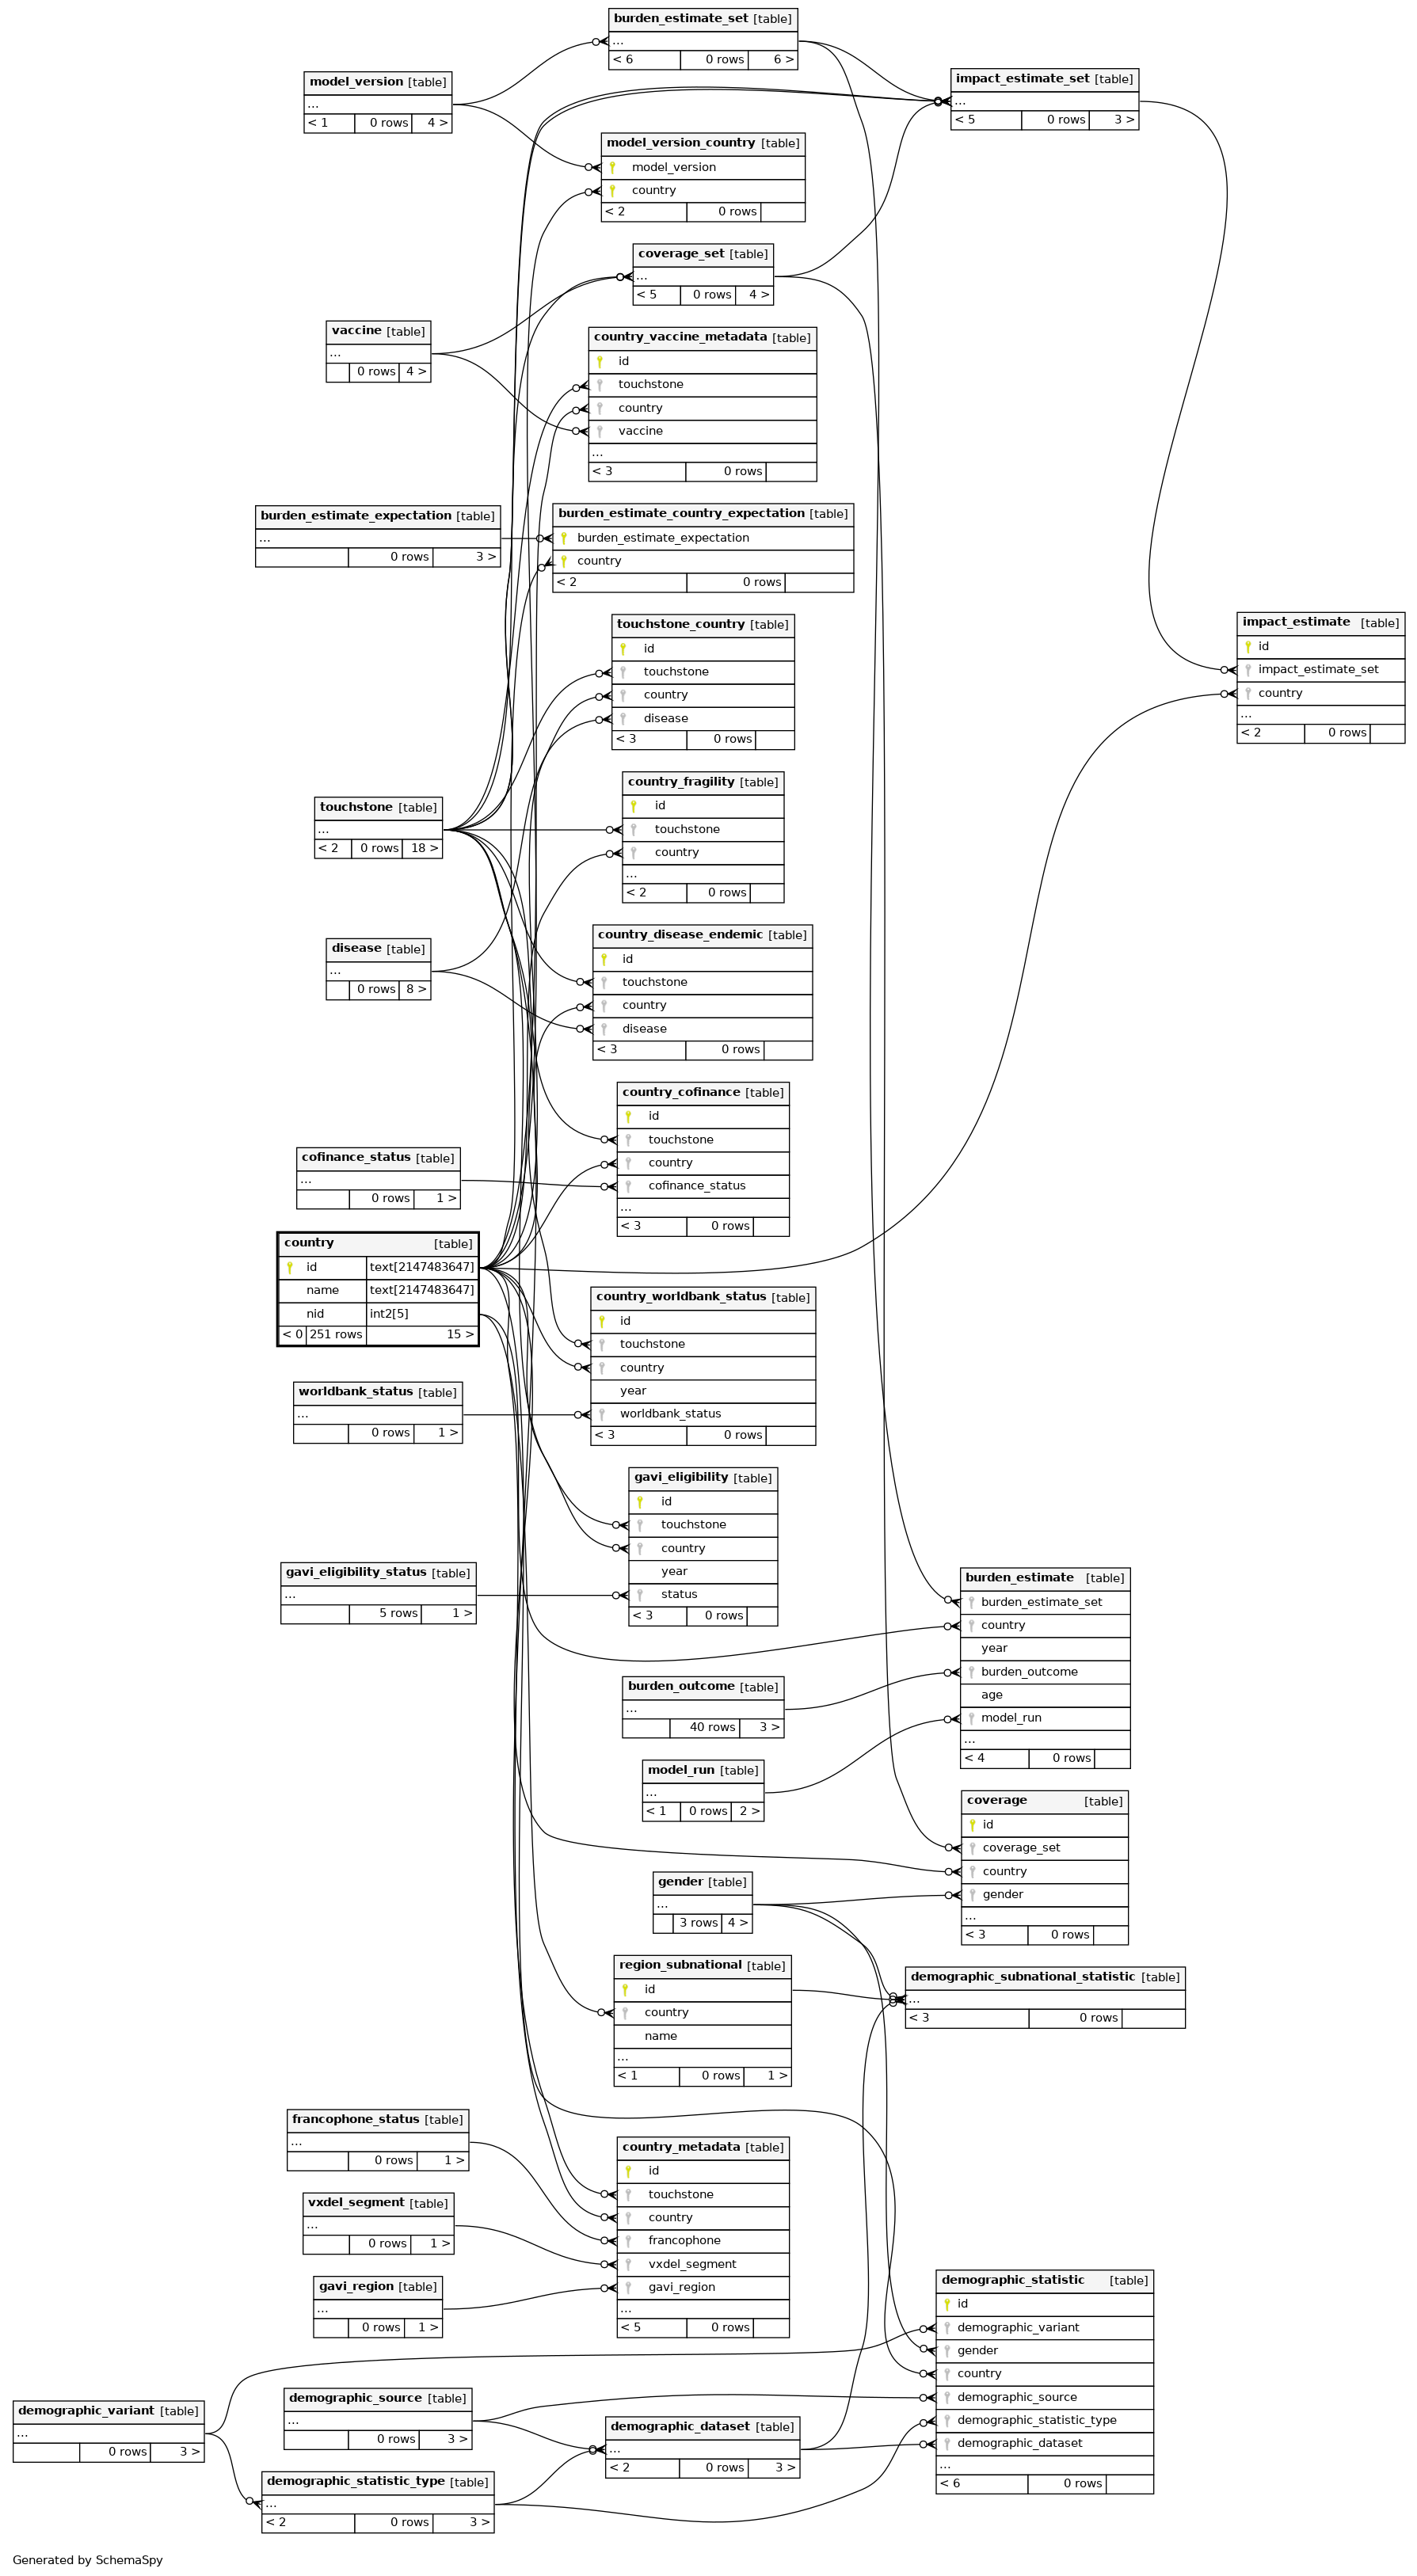 burden_estimate_set [table]
...
< 6 0 rows 6 >
model_version [table]
...
< 1 0 rows 4 >
impact_estimate_set [table]
...
< 5 0 rows 3 >
model_version_country [table]
model_version
country
< 2 0 rows
coverage_set [table]
...
< 5 0 rows 4 >
vaccine [table]
...
0 rows 4 >
country_vaccine_metadata [table]
id
touchstone
country
vaccine
...
< 3 0 rows
burden_estimate_expectation [table]
...
0 rows 3 >
burden_estimate_country_expectation [table]
burden_estimate_expectation
country
< 2 0 rows
touchstone_country [table]
id
touchstone
country
disease
< 3 0 rows
impact_estimate [table]
id
impact_estimate_set
country
...
< 2 0 rows
touchstone [table]
...
< 2 0 rows 18 >
country_fragility [table]
id
touchstone
country
...
< 2 0 rows
disease [table]
...
0 rows 8 >
country_disease_endemic [table]
id
touchstone
country
disease
< 3 0 rows
country_cofinance [table]
id
touchstone
country
cofinance_status
...
< 3 0 rows
cofinance_status [table]
...
0 rows 1 >
country [table]
id text[2147483647]
name text[2147483647]
nid int2[5]
< 0 251 rows 15 >
country_worldbank_status [table]
id
touchstone
country
year
worldbank_status
< 3 0 rows
worldbank_status [table]
...
0 rows 1 >
gavi_eligibility [table]
id
touchstone
country
year
status
< 3 0 rows
gavi_eligibility_status [table]
...
5 rows 1 >
burden_estimate [table]
burden_estimate_set
country
year
burden_outcome
age
model_run
...
< 4 0 rows
burden_outcome [table]
...
40 rows 3 >
model_run [table]
...
< 1 0 rows 2 >
coverage [table]
id
coverage_set
country
gender
...
< 3 0 rows
gender [table]
...
3 rows 4 >
region_subnational [table]
id
country
name
...
< 1 0 rows 1 >
demographic_subnational_statistic [table]
...
< 3 0 rows
francophone_status [table]
...
0 rows 1 >
country_metadata [table]
id
touchstone
country
francophone
vxdel_segment
gavi_region
...
< 5 0 rows
vxdel_segment [table]
...
0 rows 1 >
gavi_region [table]
...
0 rows 1 >
demographic_statistic [table]
id
demographic_variant
gender
country
demographic_source
demographic_statistic_type
demographic_dataset
...
< 6 0 rows
demographic_source [table]
...
0 rows 3 >
demographic_variant [table]
...
0 rows 3 >
demographic_dataset [table]
...
< 2 0 rows 3 >
demographic_statistic_type [table]
...
< 2 0 rows 3 >
Generated by SchemaSpy